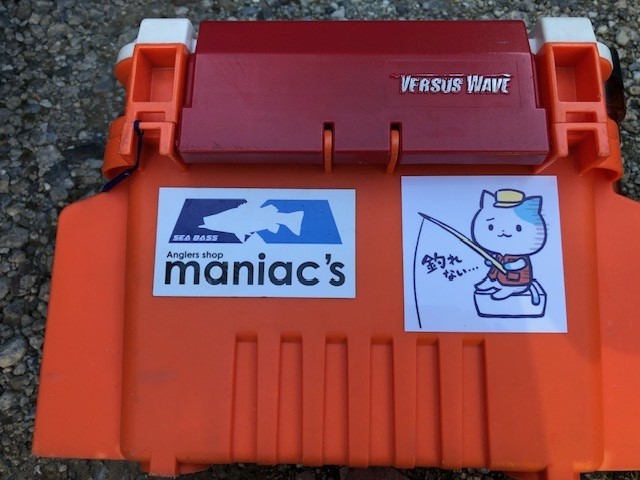 VERSUS WAVE
SEA BASS
Anglers shop
maniac's
釣れ
ない…